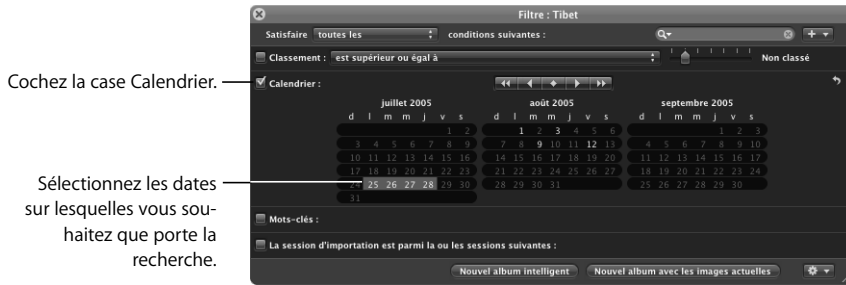 Filtre : Tibet
Satisfaire toutes les conditions suivantes :
Classement : est supérieur ou égal à Non classé
Cochez la case Calendrier.
Calendrier :
juillet 2005 août 2005 septembre 2005
d l m m j v s d l m m j v s d l m m j v s
1 2 1 2 3 4 5 6 1 2 3
3 4 5 6 7 8 9 7 8 9 10 11 12 13 4 5 6 7 8 9 10
10 11 12 13 14 15 16 14 15 16 17 18 19 20 11 12 13 14 15 16 17
17 18 19 20 21 22 23 21 22 23 24 25 26 27 18 19 20 21 22 23 24
24 25 26 27 28 29 30 28 29 30 31 25 26 27 28 29 30
31
Sélectionnez les dates
sur lesquelles vous sou-
haitez que porte la
recherche.
Mots-clés :
La session d'importation est parmi la ou les sessions suivantes :
Nouvel album intelligent Nouvel album avec les images actuelles